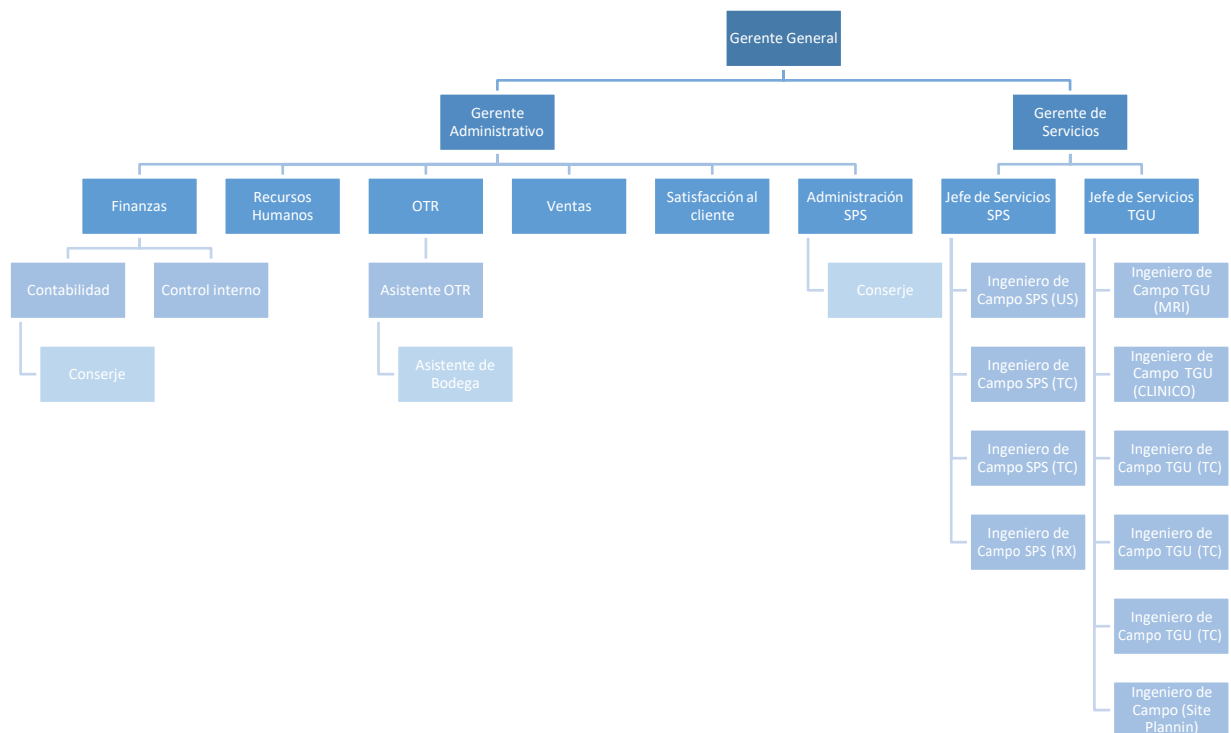 Gerente General
Gerente
Administrativo
Gerente de
Servicios
Finanzas
Recursos
Humanos
OTR
Ventas
Satisfacción al
cliente
Administración
SPS
Jefe de Servicios
SPS
Jefe de Servicios
TGU
Contabilidad
Control interno
Asistente OTR
Conserje
Ingeniero de
Campo SPS (US)
Ingeniero de
Campo TGU
(MRI)
Conserje
Asistente de
Bodega
Ingeniero de
Campo SPS (TC)
Ingeniero de
Campo TGU
(CLINICO)
Ingeniero de
Campo SPS (TC)
Ingeniero de
Campo TGU (TC)
Ingeniero de
Campo SPS (RX)
Ingeniero de
Campo TGU (TC)
Ingeniero de
Campo TGU (TC)
Ingeniero de
Campo (Site
Plannin)